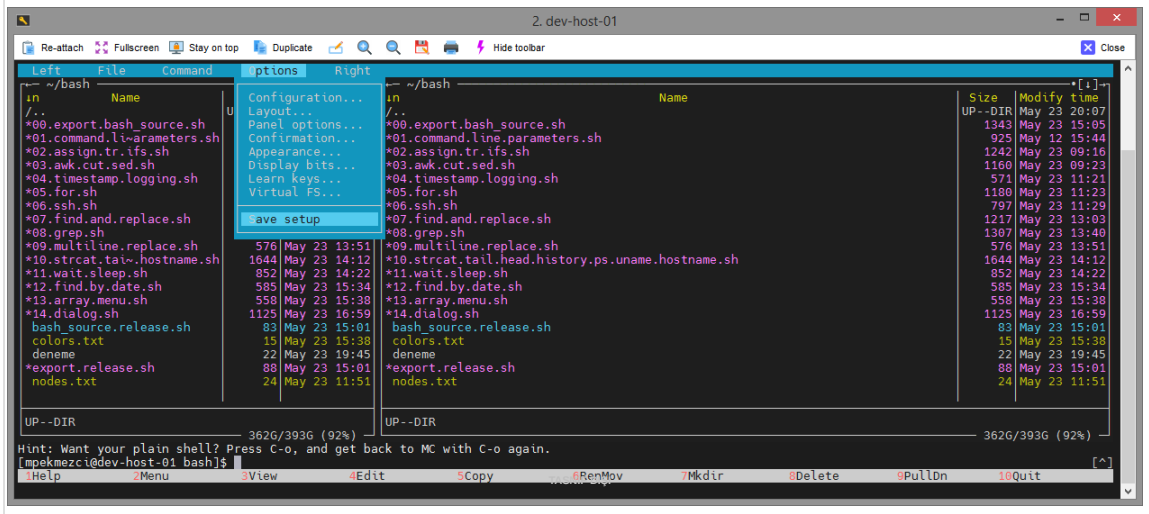 2. dev-host-01
Re-attach Fullscreen Stay on top Duplicate Hide toolbar Close
Left File Command Options Right
~/bash ~/bash
↓n Name ↓n Name Size Modify time
/.. U /.. UP--DIR May 23 20:07
*00.export.bash_source.sh *00.export.bash_source.sh 1343 May 23 15:05
*01.command.li~arameters.sh *01.command.line.parameters.sh 925 May 12 15:44
*02.assign.tr.ifs.sh *02.assign.tr.ifs.sh 1242 May 23 09:16
*03.awk.cut.sed.sh *03.awk.cut.sed.sh 1160 May 23 09:23
*04.timestamp.logging.sh *04.timestamp.logging.sh 571 May 23 11:21
*05.for.sh *05.for.sh 1180 May 23 11:23
*06.ssh.sh *06.ssh.sh 797 May 23 11:29
*07.find.and.replace.sh *07.find.and.replace.sh 1217 May 23 13:03
*08.grep.sh *08.grep.sh 1307 May 23 13:40
Configuration...
Layout...
Panel options...
Confirmation...
Appearance...
Display bits...
Learn keys...
Virtual FS...
Save setup
*09.multiline.replace.sh 576 May 23 13:51 *09.multiline.replace.sh 576 May 23 13:51
*10.strcat.tai~.hostname.sh 1644 May 23 14:12 *10.strcat.tail.head.history.ps.uname.hostname.sh 1644 May 23 14:12
*11.wait.sleep.sh 852 May 23 14:22 *11.wait.sleep.sh 852 May 23 14:22
*12.find.by.date.sh 585 May 23 15:34 *12.find.by.date.sh 585 May 23 15:34
*13.array.menu.sh 558 May 23 15:38 *13.array.menu.sh 558 May 23 15:38
*14.dialog.sh 1125 May 23 16:59 *14.dialog.sh 1125 May 23 16:59
bash_source.release.sh 83 May 23 15:01 bash_source.release.sh 83 May 23 15:01
colors.txt 15 May 23 15:38 colors.txt 15 May 23 15:38
deneme 22 May 23 19:45 deneme 22 May 23 19:45
*export.release.sh 88 May 23 15:01 *export.release.sh 88 May 23 15:01
nodes.txt 24 May 23 11:51 nodes.txt 24 May 23 11:51
UP--DIR UP--DIR
362G/393G (92%) 362G/393G (92%)
Hint: Want your plain shell? Press C-o, and get back to MC with C-o again.
[mpekmezci@dev-host-01 bash]$ [^]
1Help 2Menu 3View 4Edit 5Copy 6RenMov 7Mkdir 8Delete 9PullDn 10Quit